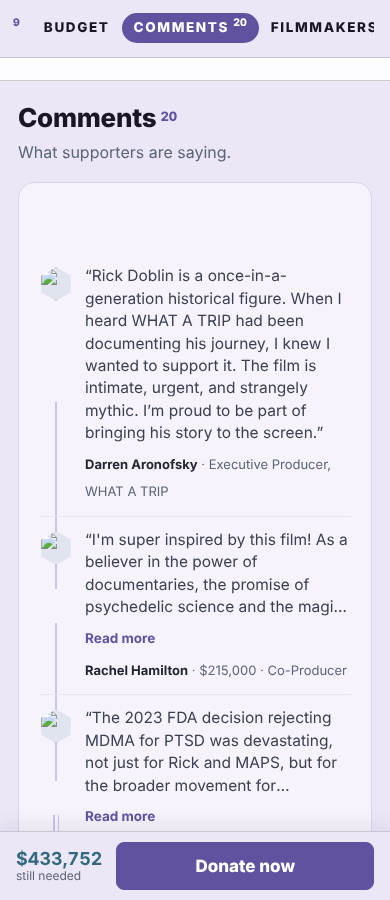 9 BUDGET COMMENTS 20 FILMMAKERS
Comments 20
What supporters are saying.
“Rick Doblin is a once-in-a-
generation historical figure. When I
heard WHAT A TRIP had been
documenting his journey, I knew I
wanted to support it. The film is
intimate, urgent, and strangely
mythic. I’m proud to be part of
bringing his story to the screen.”
Darren Aronofsky · Executive Producer,
WHAT A TRIP
“I'm super inspired by this film! As a
believer in the power of
documentaries, the promise of
psychedelic science and the magi...
Read more
Rachel Hamilton · $215,000 · Co-Producer
“The 2023 FDA decision rejecting
MDMA for PTSD was devastating,
not just for Rick and MAPS, but for
the broader movement for...
Read more
$433,752
still needed
Donate now